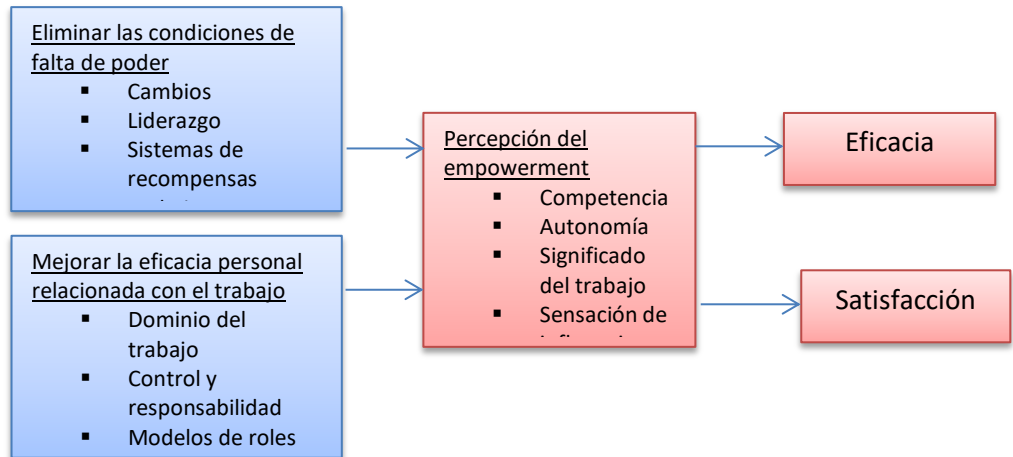 Eliminar las condiciones de
falta de poder
▪ Cambios
▪ Liderazgo
▪ Sistemas de
recompensas
Mejorar la eficacia personal
relacionada con el trabajo
▪ Dominio del
trabajo
▪ Control y
responsabilidad
▪ Modelos de roles
Percepción del
empowerment
▪ Competencia
▪ Autonomía
▪ Significado
del trabajo
▪ Sensación de
Eficacia
Satisfacción